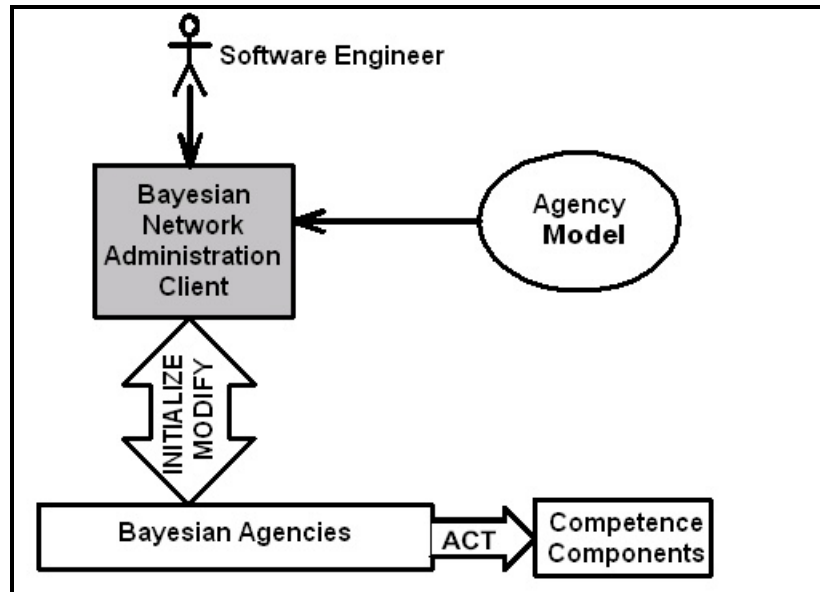 Software Engineer
Bayesian
Network
Administration
Client
Agency
Model
INITIALIZE
MODIFY
Bayesian Agencies
ACT
Competence
Components